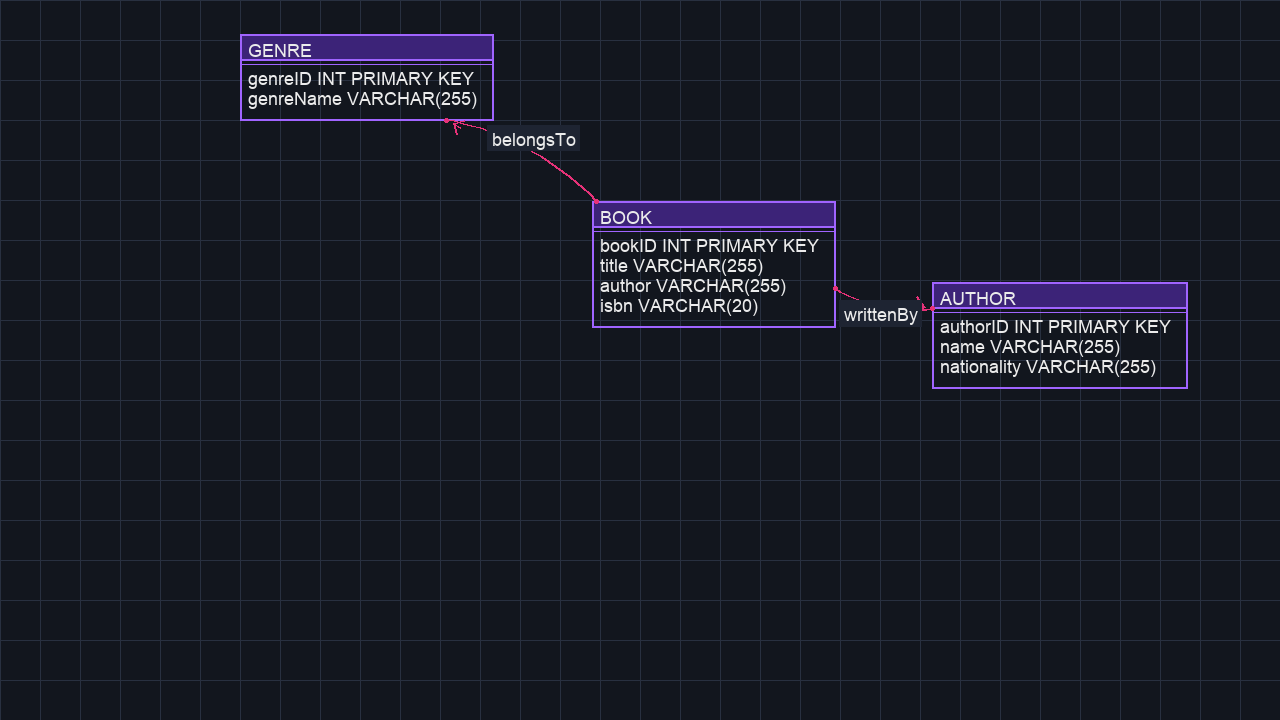 GENRE
genreID INT PRIMARY KEY
genreName VARCHAR(255)
belongsTo
BOOK
bookID INT PRIMARY KEY
title VARCHAR(255)
author VARCHAR(255)
isbn VARCHAR(20)
writtenBy
AUTHOR
authorID INT PRIMARY KEY
name VARCHAR(255)
nationality VARCHAR(255)